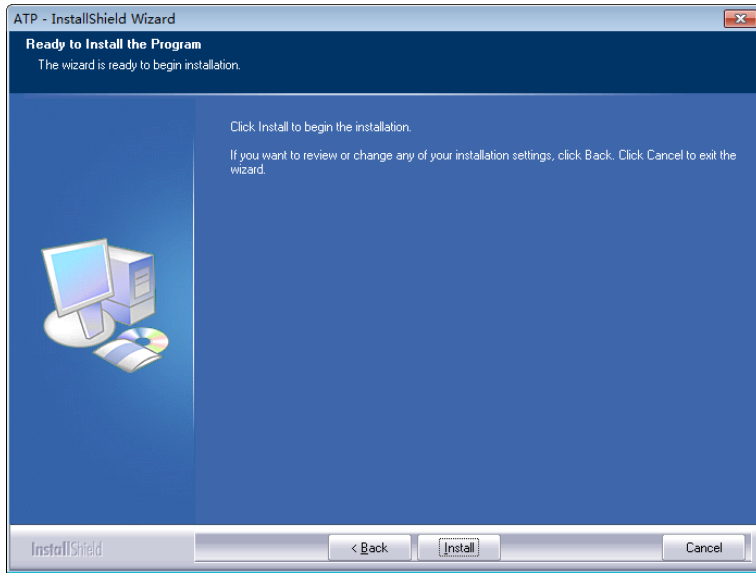 ATP - InstallShield Wizard
Ready to Install the Program
The wizard is ready to begin installation.
Click Install to begin the installation.
If you want to review or change any of your installation settings, click Back. Click Cancel to exit the
wizard.
InstallShield
< Back
Install
Cancel